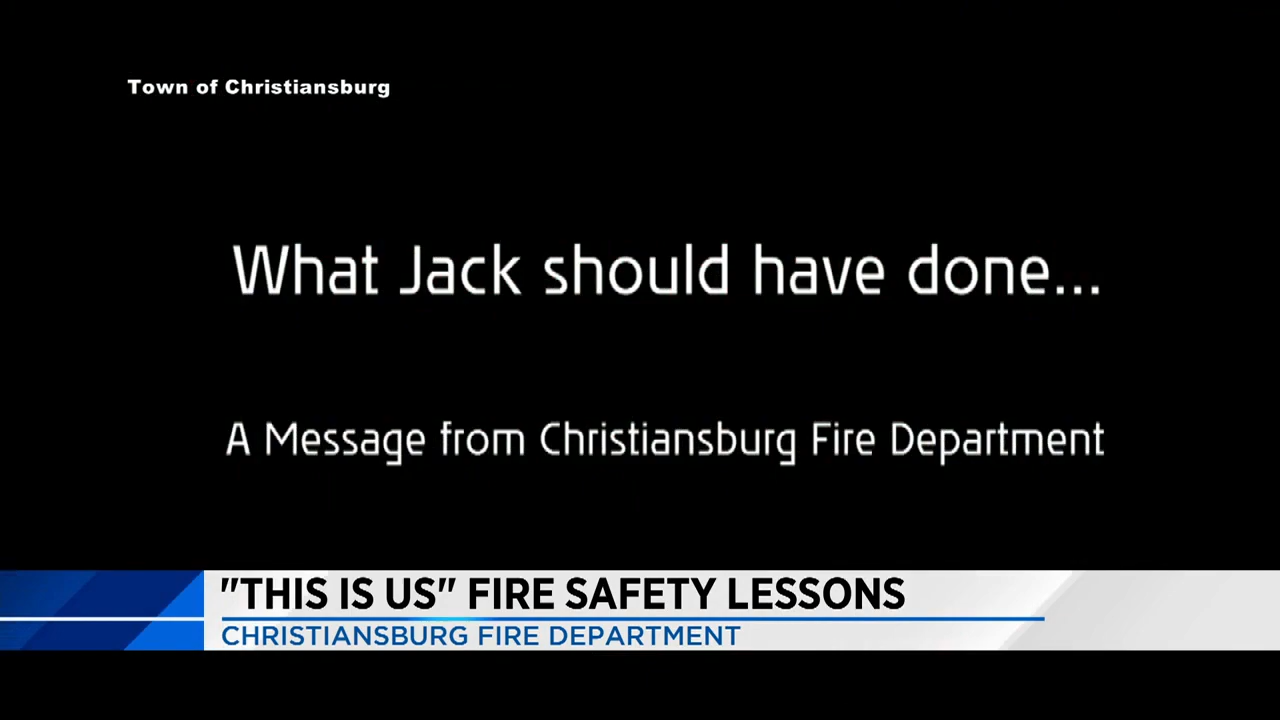 Town of Christiansburg
What Jack should have done...
A Message from Christiansburg Fire Department
"THIS IS US" FIRE SAFETY LESSONS
CHRISTIANSBURG FIRE DEPARTMENT